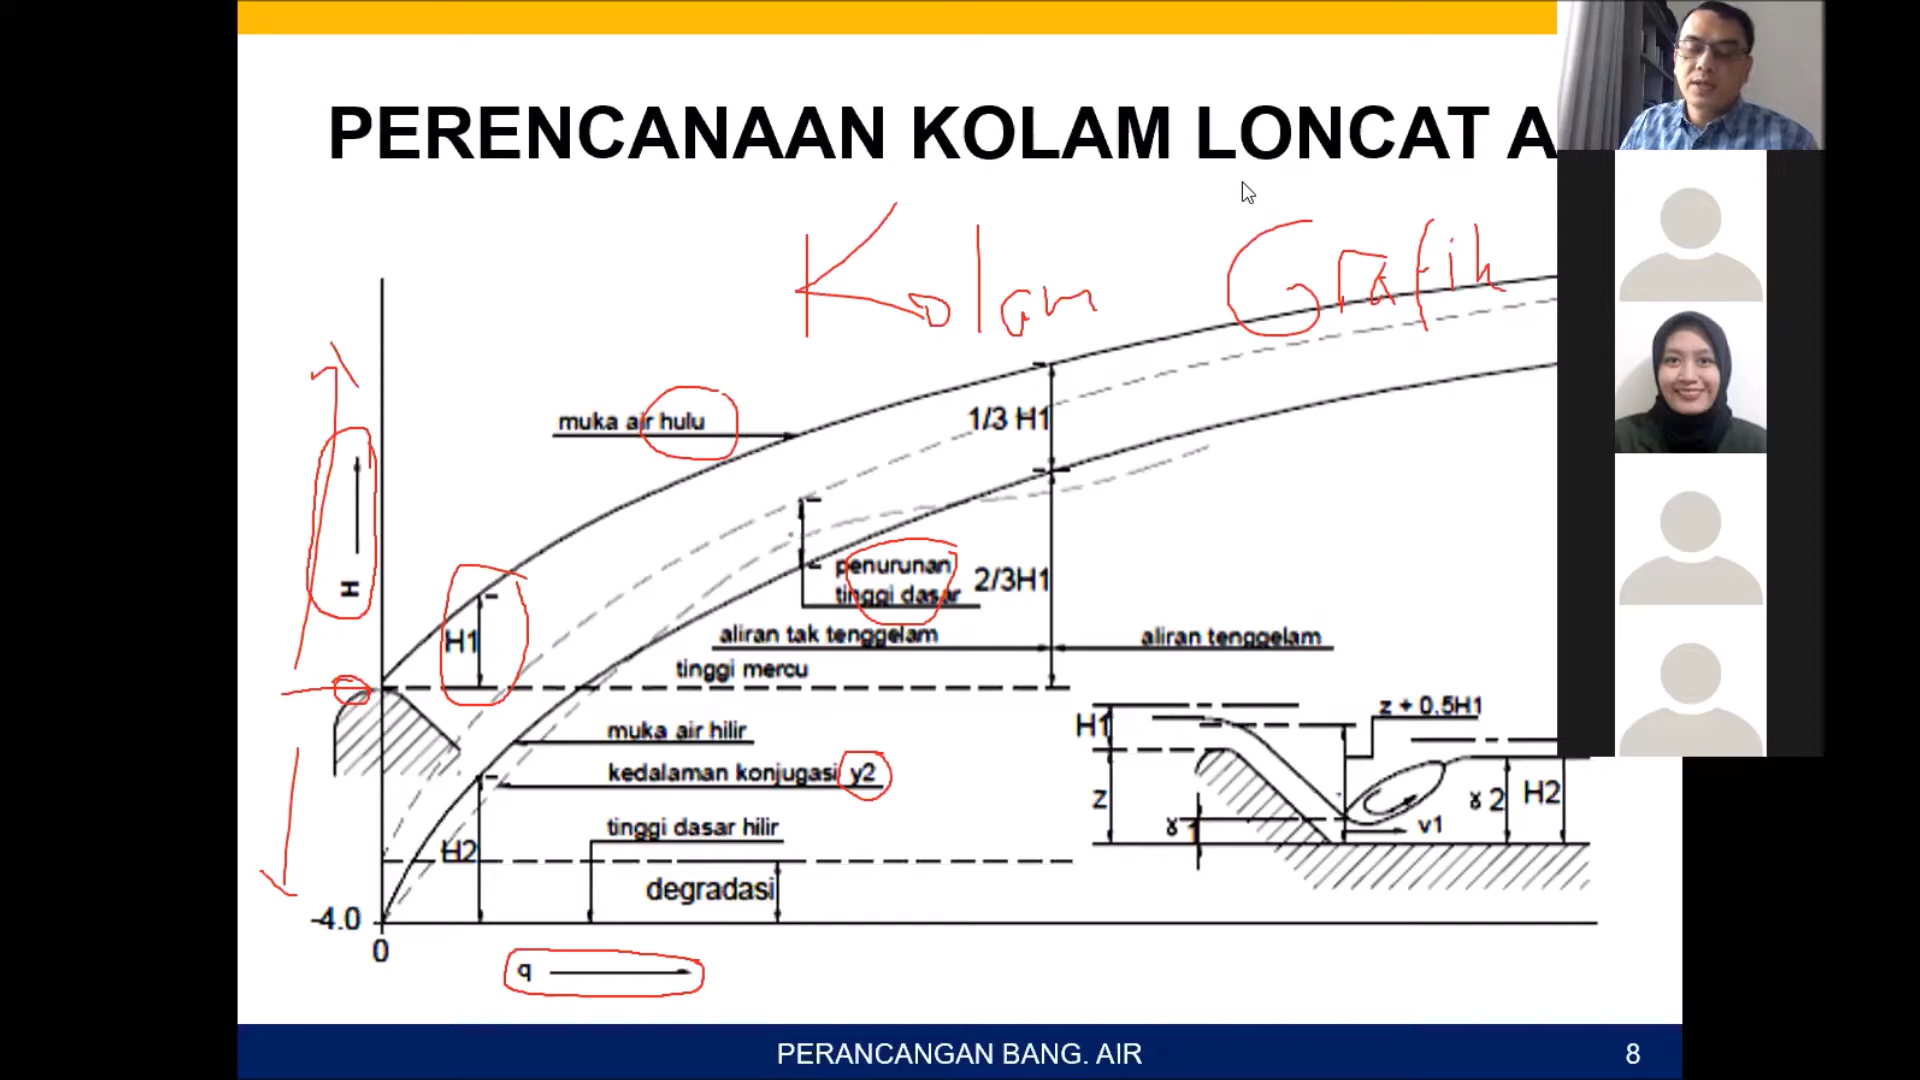 PERENCANAAN KOLAM LONCAT A
Kolam Grafik
muka air hulu
1/3 H1
H
H1
penurunan
tinggi dasar
2/3H1
aliran tak tenggelam
aliran tenggelam
tinggi mercu
z + 0.5H1
H1
muka air hilir
kedalaman konjugasi y2
z
ɤ 2
H2
ɤ 1
v1
tinggi dasar hilir
H2
degradasi
-4.0
0
q
PERANCANGAN BANG. AIR
8